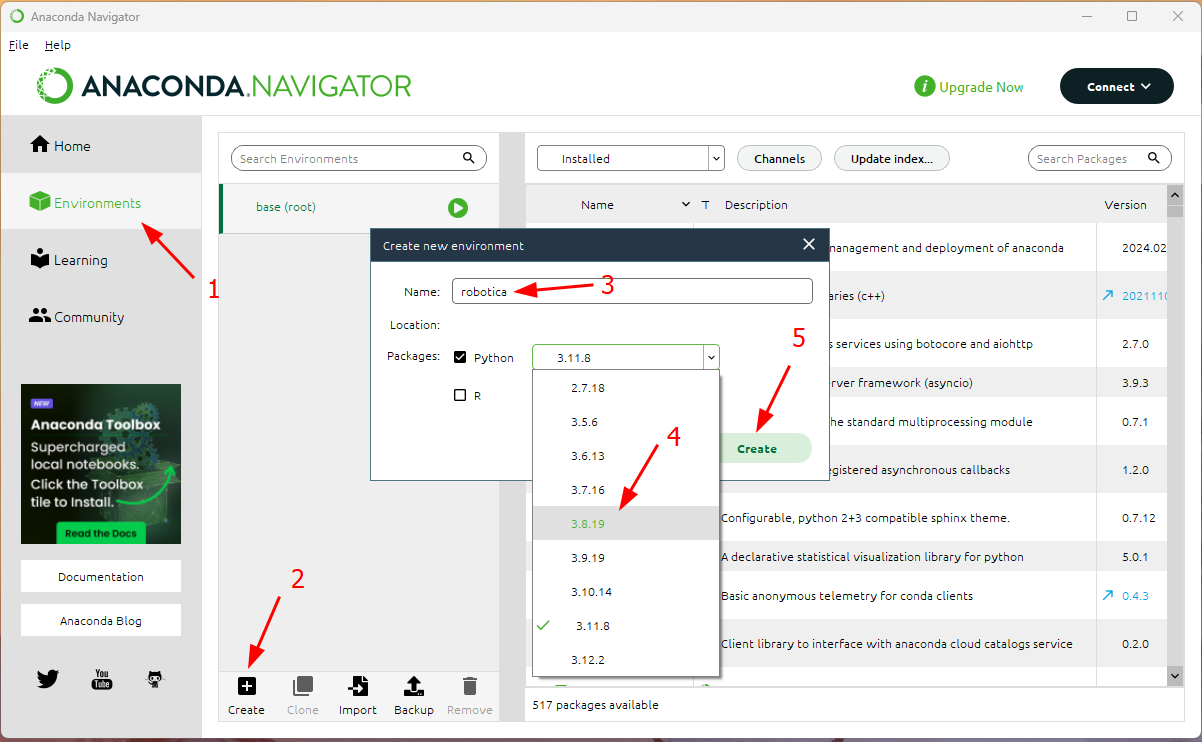 Anaconda Navigator
File Help
ANACONDA.NAVIGATOR
i Upgrade Now
Connect
Home
Environments
Learning
Community
1
NEW
Anaconda Toolbox
Supercharged
local notebooks.
Click the Toolbox
tile to Install.
Read the Docs
Documentation
Anaconda Blog
You
Tube
Search Environments
base (root)
2
Create Clone Import Backup Remove
Installed
Channels
Update index...
Search Packages
Name T Description Version
management and deployment of anaconda 2024.02
aries (c++)
services using botocore and aiohttp 2.7.0
erver framework (asyncio) 3.9.3
he standard multiprocessing module 0.7.1
egistered asynchronous callbacks 1.2.0
Configurable, python 2+3 compatible sphinx theme. 0.7.12
A declarative statistical visualization library for python 5.0.1
Basic anonymous telemetry for conda clients 0.4.3
Client library to interface with anaconda cloud catalogs service 0.2.0
517 packages available
Create new environment
Name: robotica 3
Location:
Packages: Python 3.11.8
R
2.7.18
3.5.6
3.6.13
3.7.16
3.8.19
3.9.19
3.10.14
3.11.8
3.12.2
4
5
Create